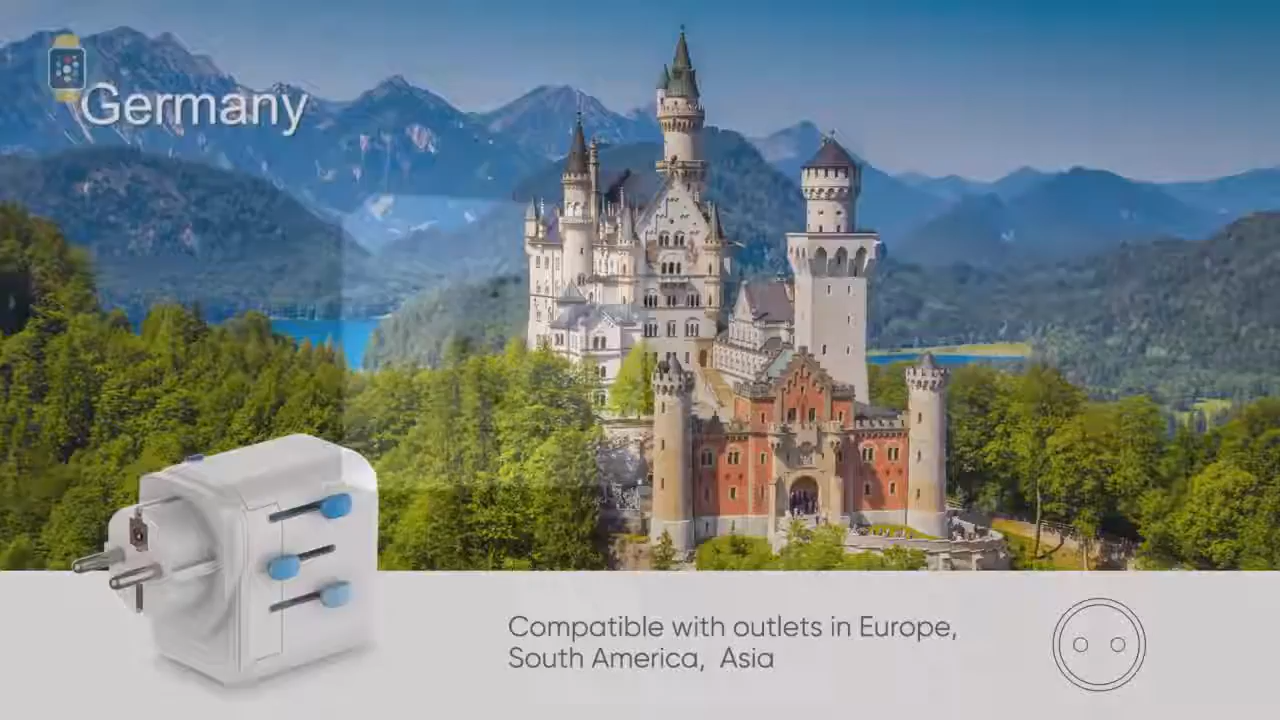 Germany
Compatible with outlets in Europe,
South America, Asia